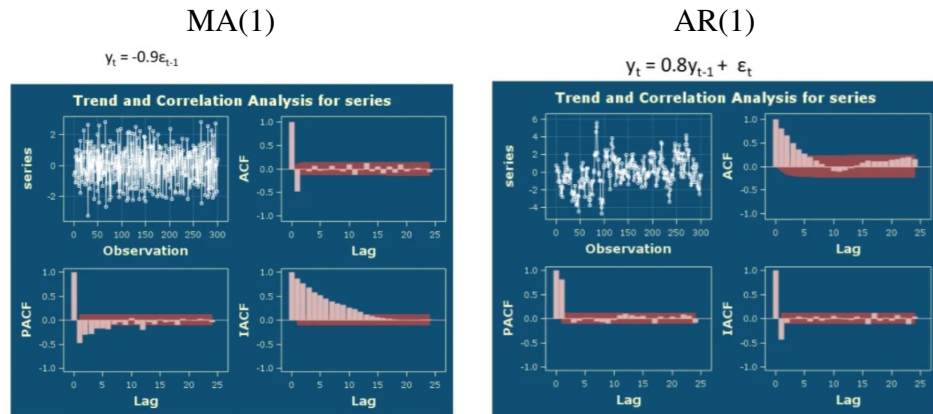 MA(1)
AR(1)
yₜ = -0.9εₜ₋₁
yₜ = 0.8yₜ₋₁ + εₜ
Trend and Correlation Analysis for series
series
2
0
-2
0 50 100 150 200 250 300
Observation
ACF
1.0
0.5
0.0
-0.5
-1.0
0 5 10 15 20 25
Lag
PACF
1.0
0.5
0.0
-0.5
-1.0
0 5 10 15 20 25
Lag
IACF
1.0
0.5
0.0
-0.5
-1.0
0 5 10 15 20 25
Lag
Trend and Correlation Analysis for series
series
6
4
2
0
-2
-4
0 50 100 150 200 250 300
Observation
ACF
1.0
0.5
0.0
-0.5
-1.0
0 5 10 15 20 25
Lag
PACF
1.0
0.5
0.0
-0.5
-1.0
0 5 10 15 20 25
Lag
IACF
1.0
0.5
0.0
-0.5
-1.0
0 5 10 15 20 25
Lag